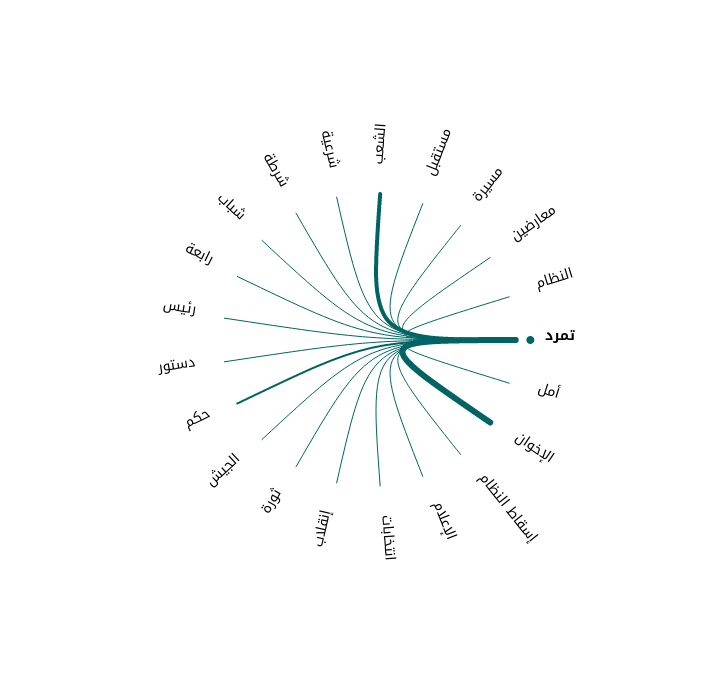 الشعب
مستقبل
مسيرة
معارضين
النظام
تمرد
أمل
الإخوان
إسقاط النظام
الإعلام
انتخابات
إنقلاب
ثورة
الجيش
حكم
دستور
رئيس
رابعة
شباب
شرطة
شرعية